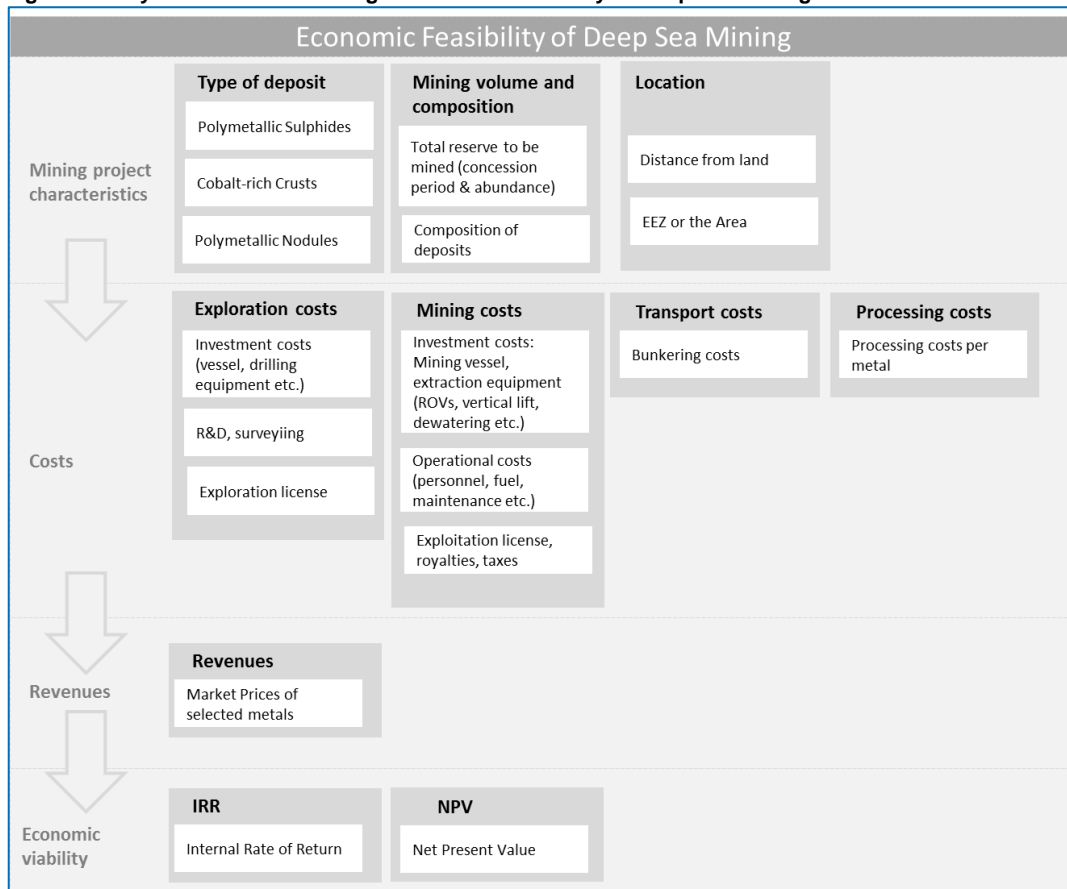 Economic Feasibility of Deep Sea Mining
Mining project
characteristics
Type of deposit
Polymetallic Sulphides
Cobalt-rich Crusts
Polymetallic Nodules
Mining volume and
composition
Total reserve to be
mined (concession
period & abundance)
Composition of
deposits
Location
Distance from land
EEZ or the Area
Costs
Exploration costs
Investment costs
(vessel, drilling
equipment etc.)
R&D, surveyiing
Exploration license
Mining costs
Investment costs:
Mining vessel,
extraction equipment
(ROVs, vertical lift,
dewatering etc.)
Operational costs
(personnel, fuel,
maintenance etc.)
Exploitation license,
royalties, taxes
Transport costs
Bunkering costs
Processing costs
Processing costs per
metal
Revenues
Revenues
Market Prices of
selected metals
Economic
viability
IRR
Internal Rate of Return
NPV
Net Present Value